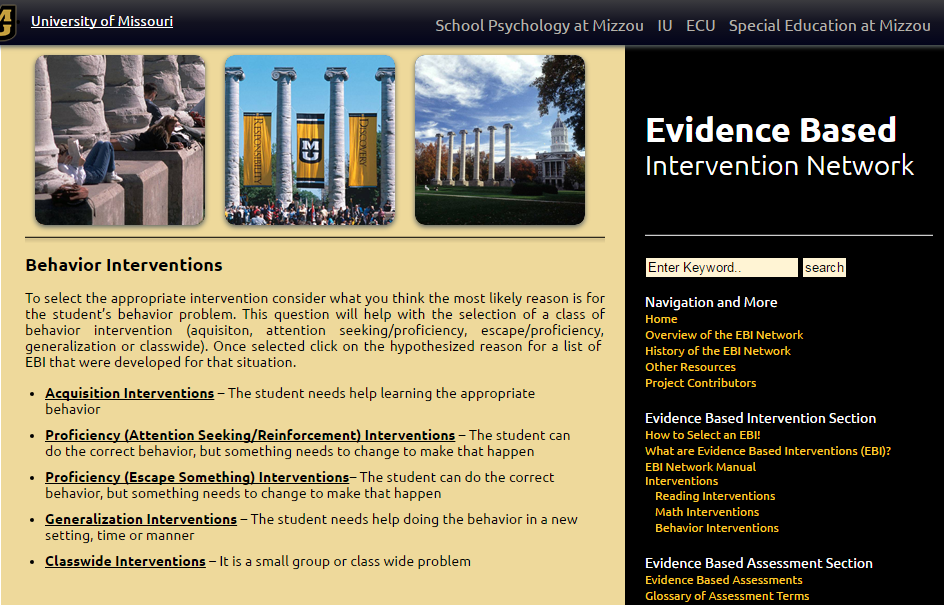 University of Missouri
School Psychology at Mizzou IU ECU Special Education at Mizzou
RESPONSIBILITY
MU
DISCOVERY
Evidence Based
Intervention Network
Behavior Interventions
To select the appropriate intervention consider what you think the most likely reason is for
the student's behavior problem. This question will help with the selection of a class of
behavior intervention (aquisiton, attention seeking/proficiency, escape/proficiency,
generalization or classwide). Once selected click on the hypothesized reason for a list of
EBI that were developed for that situation.
• Acquisition Interventions – The student needs help learning the appropriate
behavior
• Proficiency (Attention Seeking/Reinforcement) Interventions – The student can
do the correct behavior, but something needs to change to make that happen
• Proficiency (Escape Something) Interventions– The student can do the correct
behavior, but something needs to change to make that happen
• Generalization Interventions – The student needs help doing the behavior in a new
setting, time or manner
• Classwide Interventions – It is a small group or class wide problem
Enter Keyword.. search
Navigation and More
Home
Overview of the EBI Network
History of the EBI Network
Other Resources
Project Contributors
Evidence Based Intervention Section
How to Select an EBI!
What are Evidence Based Interventions (EBI)?
EBI Network Manual
Interventions
Reading Interventions
Math Interventions
Behavior Interventions
Evidence Based Assessment Section
Evidence Based Assessments
Glossary of Assessment Terms